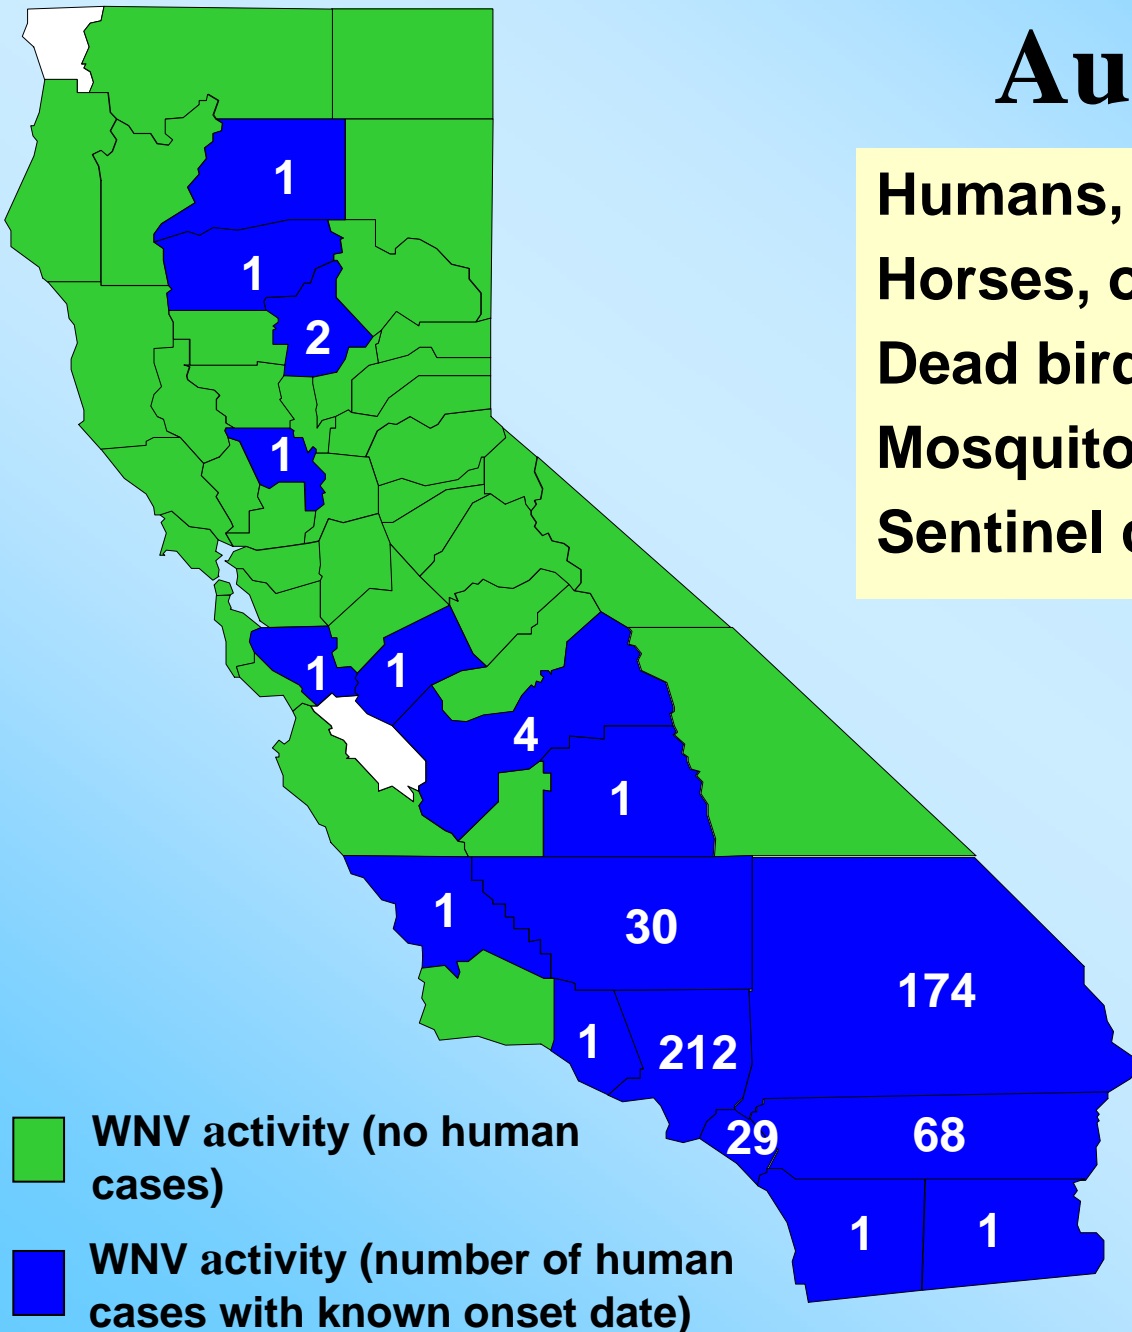 Au
Humans,
Horses, c
Dead bird
Mosquito
Sentinel c
1
1
2
1
1
1
4
1
1
30
174
1
212
29
68
1
1
WNV activity (no human
cases)
WNV activity (number of human
cases with known onset date)